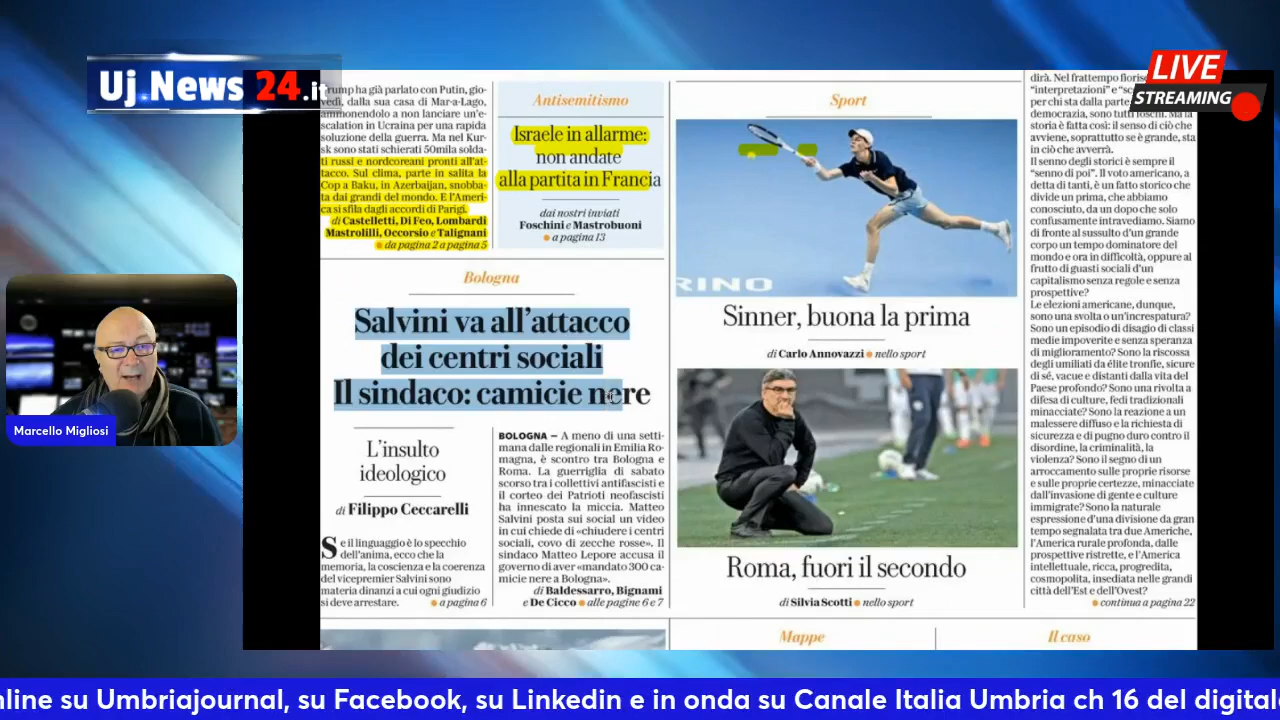 Uj.News 24.it
LIVE
STREAMING
Trump ha già parlato con Putin, gio-
vedì, dalla sua casa di Mar-a-Lago,
ammonendolo a non lanciare un'e-
scalation in Ucraina per una rapida
soluzione della guerra. Ma nel Kur-
sk sono stati schierati 50mila solda-
ti russi e nordcoreani pronti all'at-
tacco. Sul clima, parte in salita la
Cop a Baku, in Azerbaijan, snobba-
ta dai grandi del mondo. E l'Ameri-
ca si sfila dagli accordi di Parigi.
di Castelletti, Di Feo, Lombardi
Mastrolilli, Occorsio e Talignani
da pagina 2 a pagina 5
Antisemitismo
Israele in allarme:
non andate
alla partita in Francia
dai nostri inviati
Foschini e Mastrobuoni
a pagina 13
Bologna
Salvini va all'attacco
dei centri sociali
Il sindaco: camicie nere
L'insulto
ideologico
di Filippo Ceccarelli
Se il linguaggio è lo specchio
dell'anima, ecco che la
memoria, la coscienza e la coerenza
del vicepremier Salvini sono
materia dinanzi a cui ogni giudizio
si deve arrestare. a pagina 6
BOLOGNA — A meno di una setti-
mana dalle regionali in Emilia Ro-
magna, è scontro tra Bologna e
Roma. La guerriglia di sabato
scorso tra i collettivi antifascisti e
il corteo dei Patrioti neofascisti
ha innescato la miccia. Matteo
Salvini posta sui social un video
in cui chiede di «chiudere i centri
sociali, covo di zecche rosse». Il
sindaco Matteo Lepore accusa il
governo di aver «mandato 300 ca-
micie nere a Bologna».
di Baldessarro, Bignami
e De Cicco alle pagine 6 e 7
Sport
RINO
Sinner, buona la prima
di Carlo Annovazzi nello sport
Roma, fuori il secondo
di Silvia Scotti nello sport
Mappe
Il caso
dirà. Nel frattempo
"interpretazioni" e
per chi sta dalla parte
democrazia, sono tutti foschi. Ma la
storia è fatta così: il senso di ciò che
avviene, soprattutto se è grande, sta
in ciò che avverrà.
Il senno degli storici è sempre il
"senno di poi". Il voto americano, a
detta di tanti, è un fatto storico che
divide un prima, che abbiamo
conosciuto, da un dopo che solo
confusamente intravediamo. Siamo
di fronte al sussulto d'un grande
corpo un tempo dominatore del
mondo e ora in difficoltà, oppure al
frutto di guasti sociali d'un
capitalismo senza regole e senza
prospettive?
Le elezioni americane, dunque,
sono una svolta o un'increspatura?
Sono un episodio di disagio di classi
medie impoverite e senza speranza
di miglioramento? Sono la riscossa
degli umiliati da élite tronfie, sicure
di sé, vacue e distanti dalla vita del
Paese profondo? Sono una rivolta a
difesa di culture, fedi tradizionali
minacciate? Sono la reazione a un
malessere diffuso e la richiesta di
sicurezza e di pugno duro contro il
disordine, la criminalità, la
violenza? Sono il segno di un
arroccamento sulle proprie risorse
e sulle proprie certezze, minacciate
dall'invasione di gente e culture
immigrate? Sono la naturale
espressione d'una divisione da gran
tempo segnalata tra due Americhe,
l'America rurale profonda, dalle
prospettive ristrette, e l'America
intellettuale, ricca, progredita,
cosmopolita, insediata nelle grandi
città dell'Est e dell'Ovest?
continua a pagina 22
Marcello Migliosi
nline su Umbriajournal, su Facebook, su Linkedin e in onda su Canale Italia Umbria ch 16 del digital